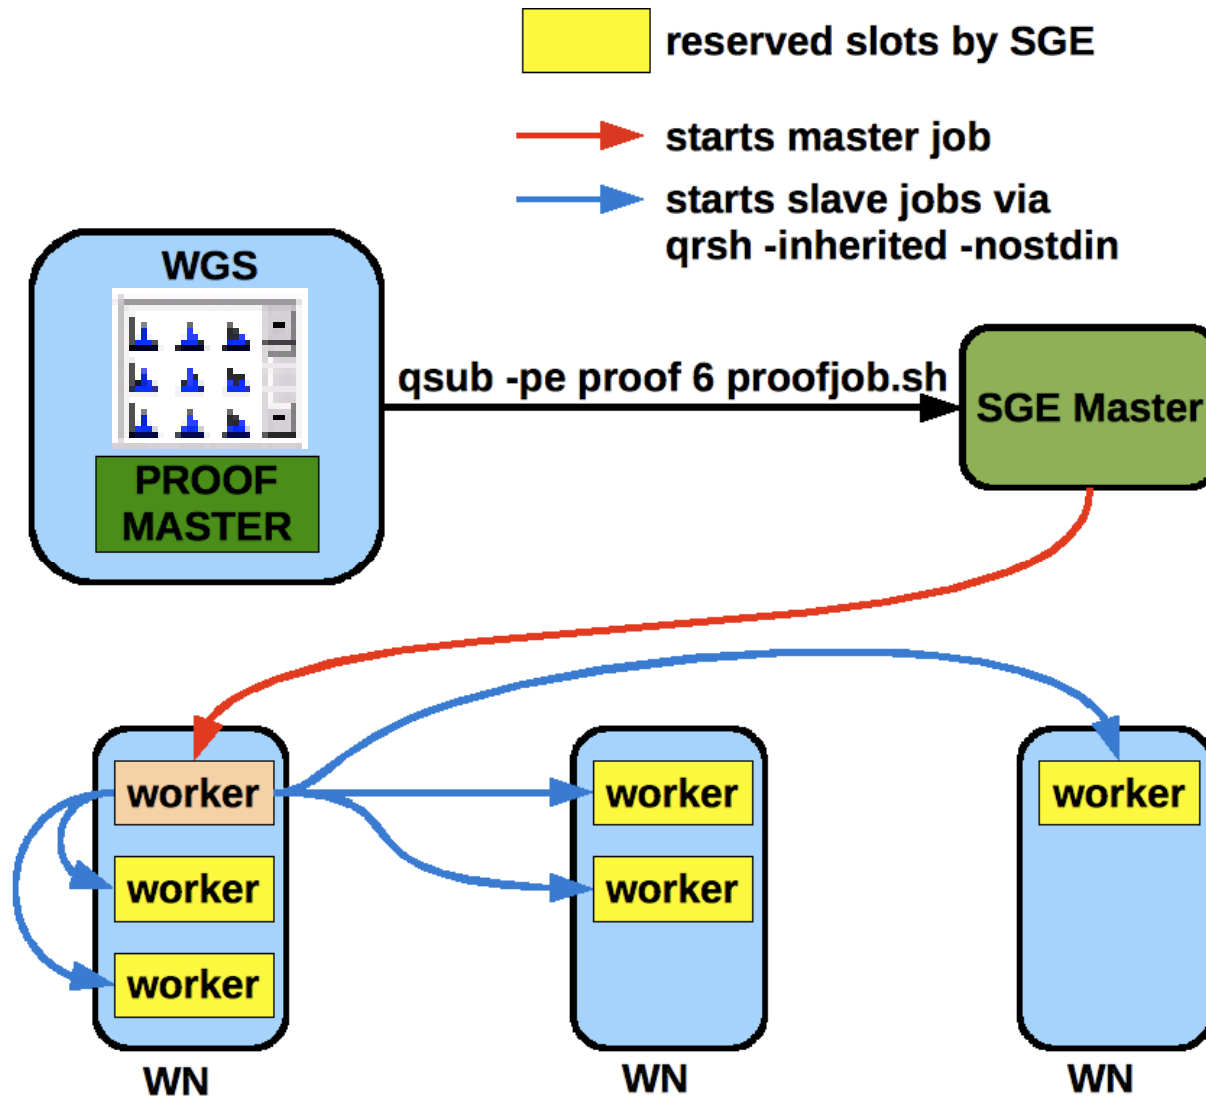 reserved slots by SGE
starts master job
starts slave jobs via
qrsh -inherited -nostdin
WGS
PROOF
MASTER
qsub -pe proof 6 proofjob.sh
SGE Master
worker
worker
worker
WN
worker
worker
WN
worker
WN